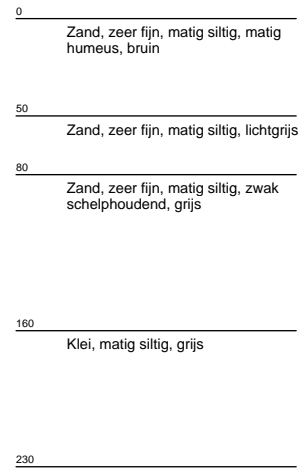 0
Zand, zeer fijn, matig siltig, matig
humeus, bruin
50
Zand, zeer fijn, matig siltig, lichtgrijs
80
Zand, zeer fijn, matig siltig, zwak
schelphoudend, grijs
160
Klei, matig siltig, grijs
230